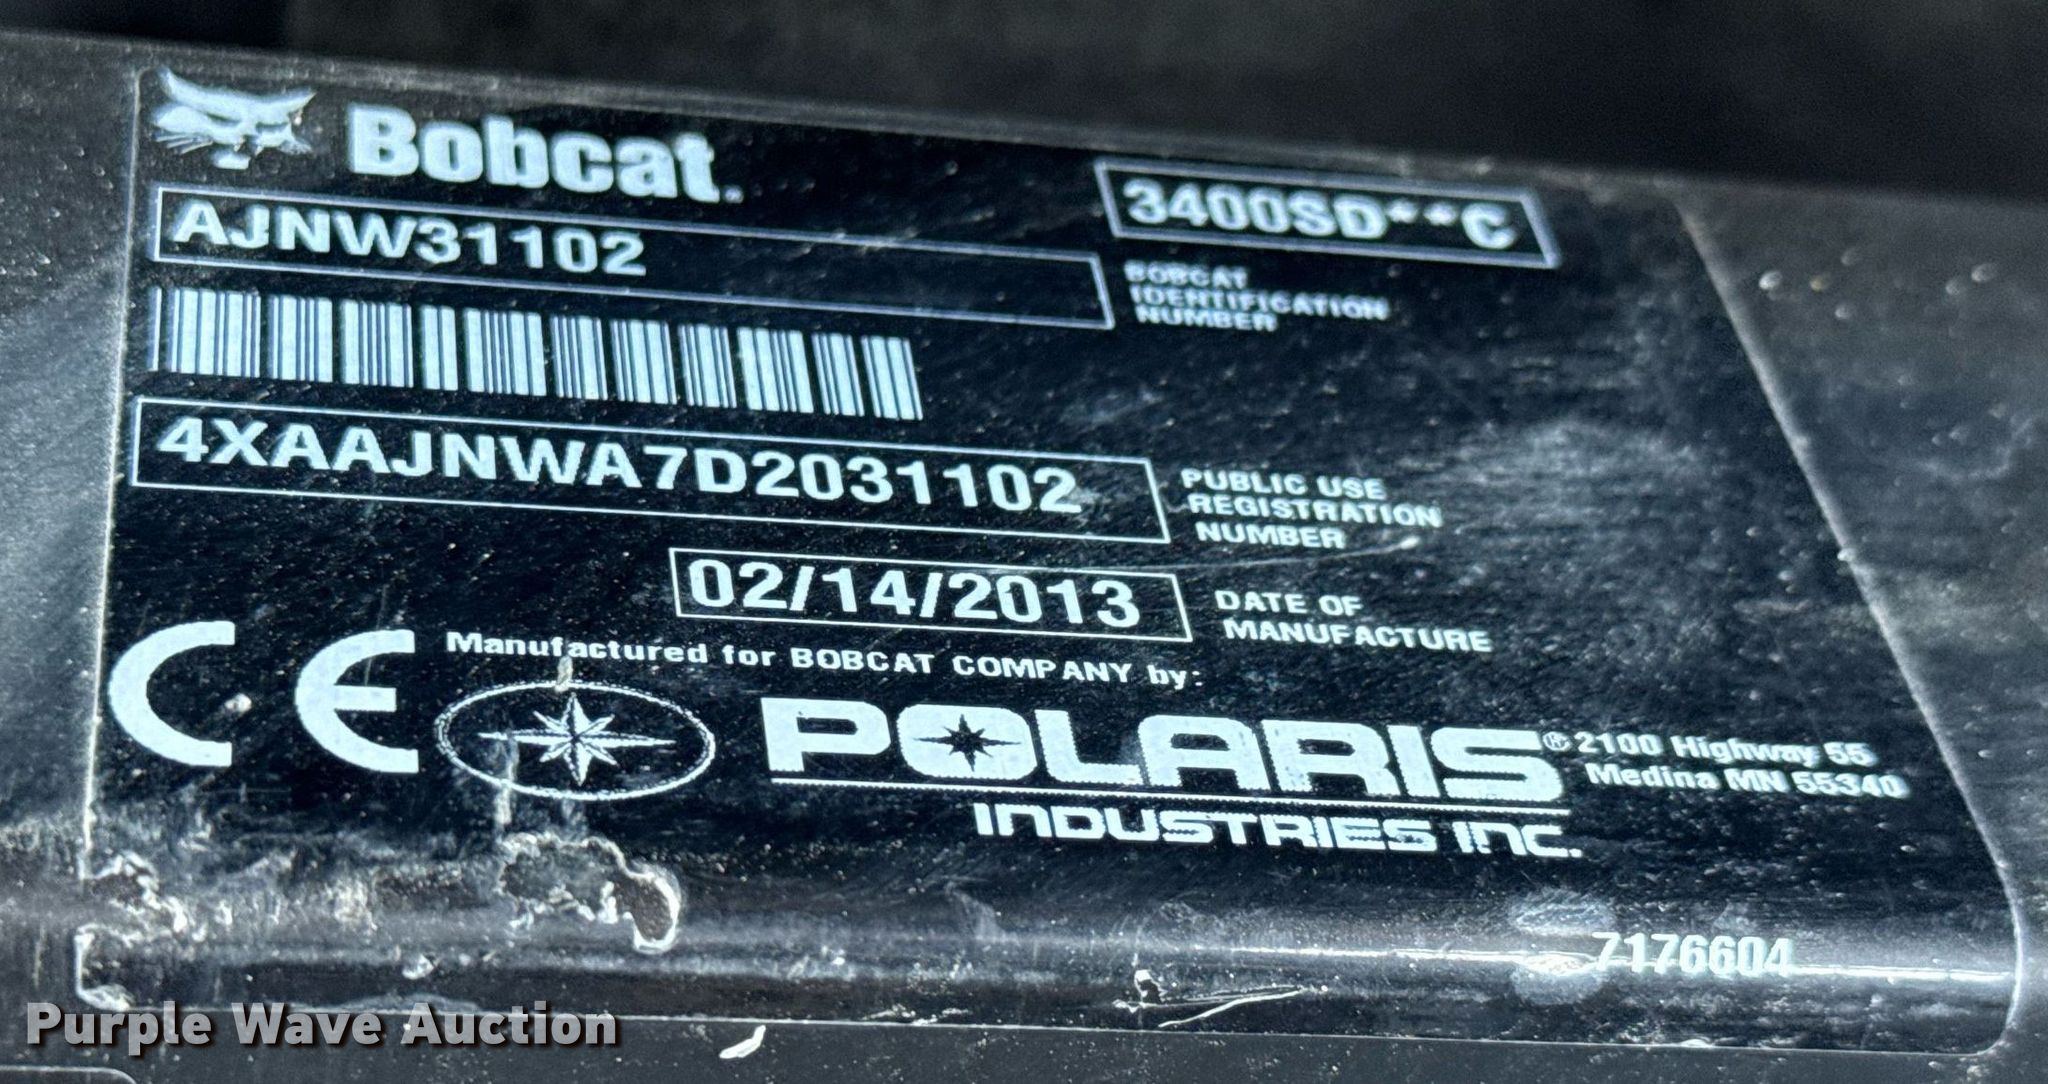 Bobcat.
3400SD**C
AJNW31102
BOBCAT
IDENTIFICATION
NUMBER
4XAAJNWA7D2031102
PUBLIC USE
REGISTRATION
NUMBER
02/14/2013
DATE OF
MANUFACTURE
CE
Manufactured for BOBCAT COMPANY by:
POLARIS®
INDUSTRIES INC.
2100 Highway 55
Medina MN 55340
7176604
Purple Wave Auction